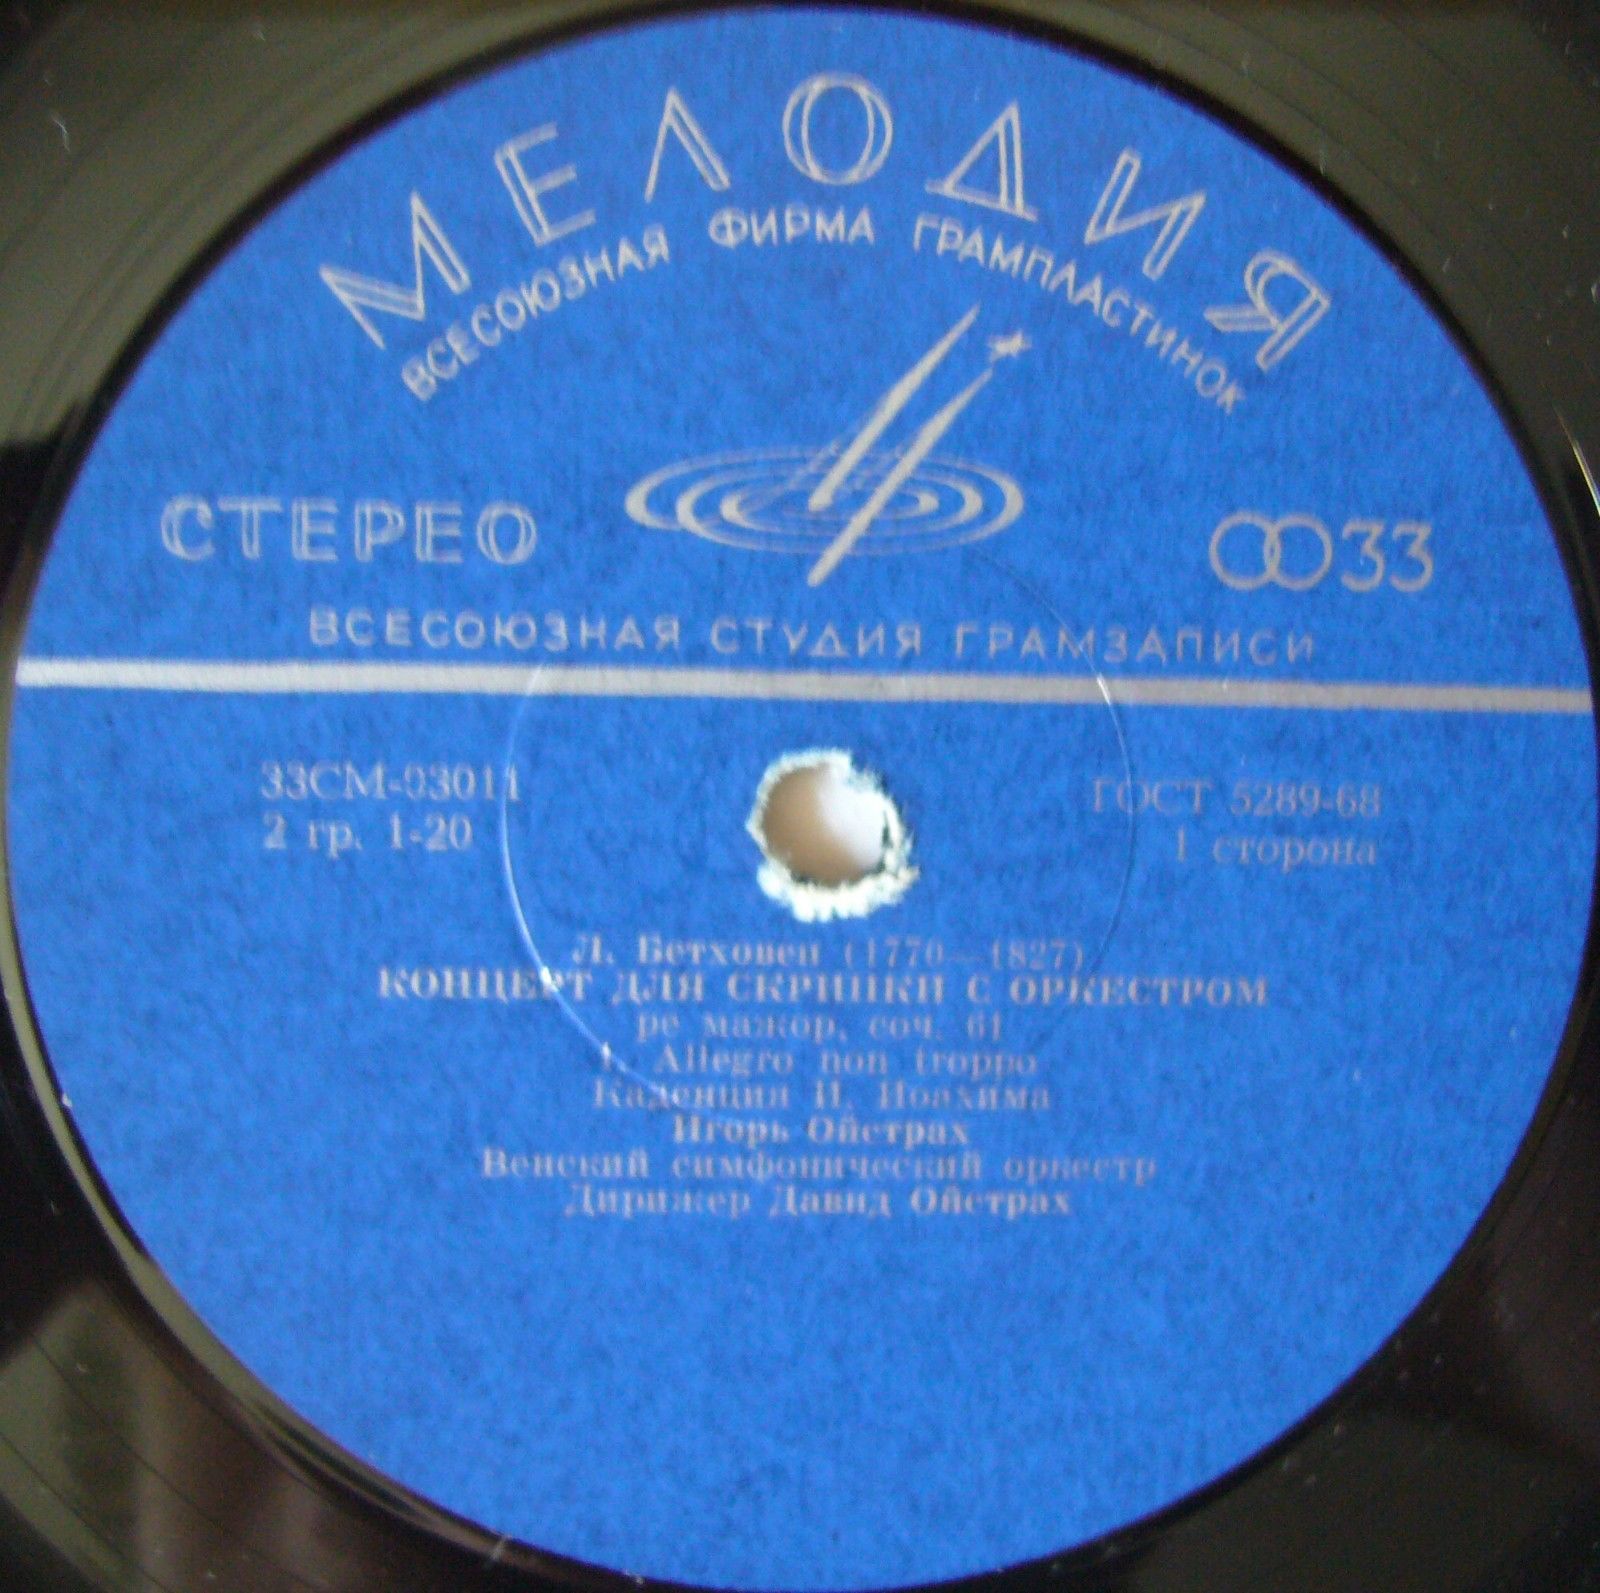 МЕЛОДИЯ
ВСЕСОЮЗНАЯ ФИРМА ГРАМПЛАСТИНОК
СТЕРЕО
33
ВСЕСОЮЗНАЯ СТУДИЯ ГРАМЗАПИСИ
33СМ-03011
ГОСТ 5289-68
2 гр. 1-20
1 сторона
Л. Бетховен (1770—1827)
КОНЦЕРТ ДЛЯ СКРИПКИ С ОРКЕСТРОМ
ре мажор, соч. 61
1. Allegro non troppo
Каденция И. Иоахима
Игорь Ойстрах
Венский симфонический оркестр
Дирижер Давид Ойстрах